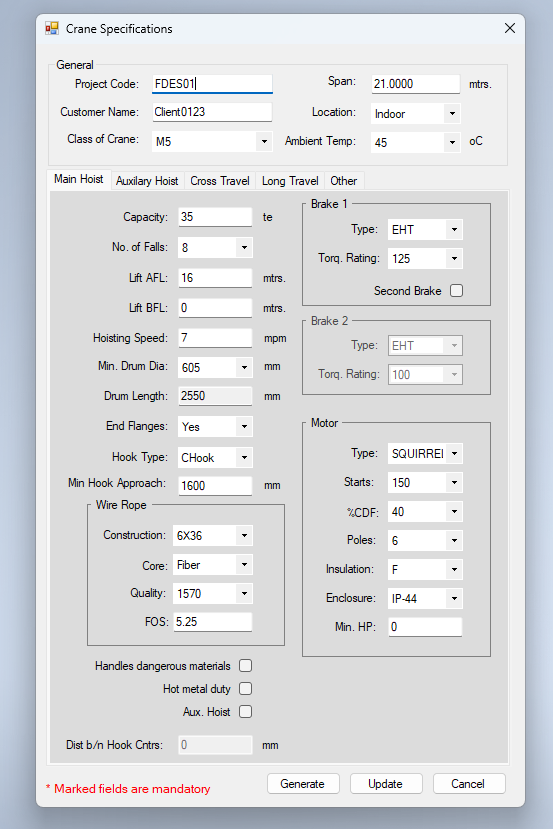 Crane Specifications
General
Project Code: FDES01 Span: 21.0000 mtrs.
Customer Name: Client0123 Location: Indoor
Class of Crane: M5 Ambient Temp: 45 oC
Main Hoist Auxilary Hoist Cross Travel Long Travel Other
Capacity: 35 te
No. of Falls: 8
Lift AFL: 16 mtrs.
Lift BFL: 0 mtrs.
Hoisting Speed: 7 mpm
Min. Drum Dia: 605 mm
Drum Length: 2550 mm
End Flanges: Yes
Hook Type: CHook
Min Hook Approach: 1600 mm
Wire Rope
Construction: 6X36
Core: Fiber
Quality: 1570
FOS: 5.25
Handles dangerous materials
Hot metal duty
Aux. Hoist
Dist b/n Hook Cntrs: 0 mm
Brake 1
Type: EHT
Torq. Rating: 125
Second Brake
Brake 2
Type: EHT
Torq. Rating: 100
Motor
Type: SQUIRREI
Starts: 150
%CDF: 40
Poles: 6
Insulation: F
Enclosure: IP-44
Min. HP: 0
* Marked fields are mandatory
Generate Update Cancel